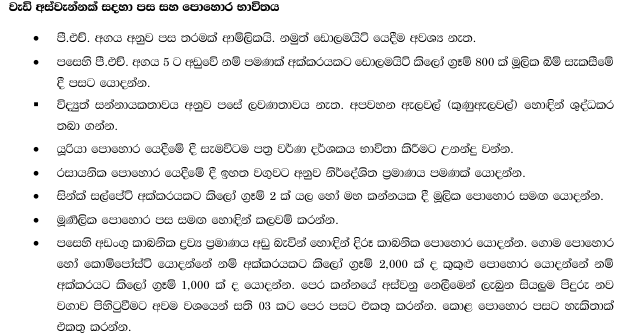 වැඩි අස්වැන්නක් සඳහා පස සහ පොහොර භාවිතය
• පී.එච්. අගය අනුව පස තරමක් ආම්ලිකයි. නමුත් ඩොලමයිට් යෙදීම අවශ්‍ය නැත.
• පසෙහි පී.එච්. අගය 5 ට අඩුවේ නම් පමණක් අක්කරයකට ඩොලමයිට් කිලෝ ග්‍රෑම් 800 ක් මූලික බිම් සැකසීමේ
දී පසට යොදන්න.
▪ විද්‍යුත් සන්නායකතාවය අනුව පසේ ලවණතාවය නැත. අපවහන ඇලවල් (කුණුඇලවල්) හොඳින් ශුද්ධකර
තබා ගන්න.
• යූරියා පොහොර යෙදීමේ දී සැමවිටම පත්‍ර වර්ණ දර්ශකය භාවිතා කිරීමට උනන්දු වන්න.
• රසායනික පොහොර යෙදීමේ දී ඉහත වගුවට අනුව නිර්දේශිත ප්‍රමාණය පමණක් යොදන්න.
• සින්ක් සල්පේට් අක්කරයකට කිලෝ ග්‍රෑම් 2 ක් යල හෝ මහ කන්නයක දී මූලික පොහොර සමඟ යොදන්න.
• මූණිලික පොහොර පස සමඟ හොඳින් කලවම් කරන්න.
• පසෙහි අඩංගු කාබනික ද්‍රව්‍ය ප්‍රමාණය අඩු බැවින් හොඳින් දිරූ කාබනික පොහොර යොදන්න. ගොම පොහොර
හෝ කොම්පෝස්ට් යොදන්නේ නම් අක්කරයකට කිලෝ ග්‍රෑම් 2,000 ක් ද කුකුළු පොහොර යොදන්නේ නම්
අක්කරයට කිලෝ ග්‍රෑම් 1,000 ක් ද යොදන්න. පෙර කන්නයේ අස්වනු නෙලීමෙන් ලැබුන සියලුම පිදුරු නව
වගාව පිහිටුවීමට අවම වශයෙන් සති 03 කට පෙර පසට එකතු කරන්න. කොළ පොහොර පසට හැකිතාක්
එකතු කරන්න.